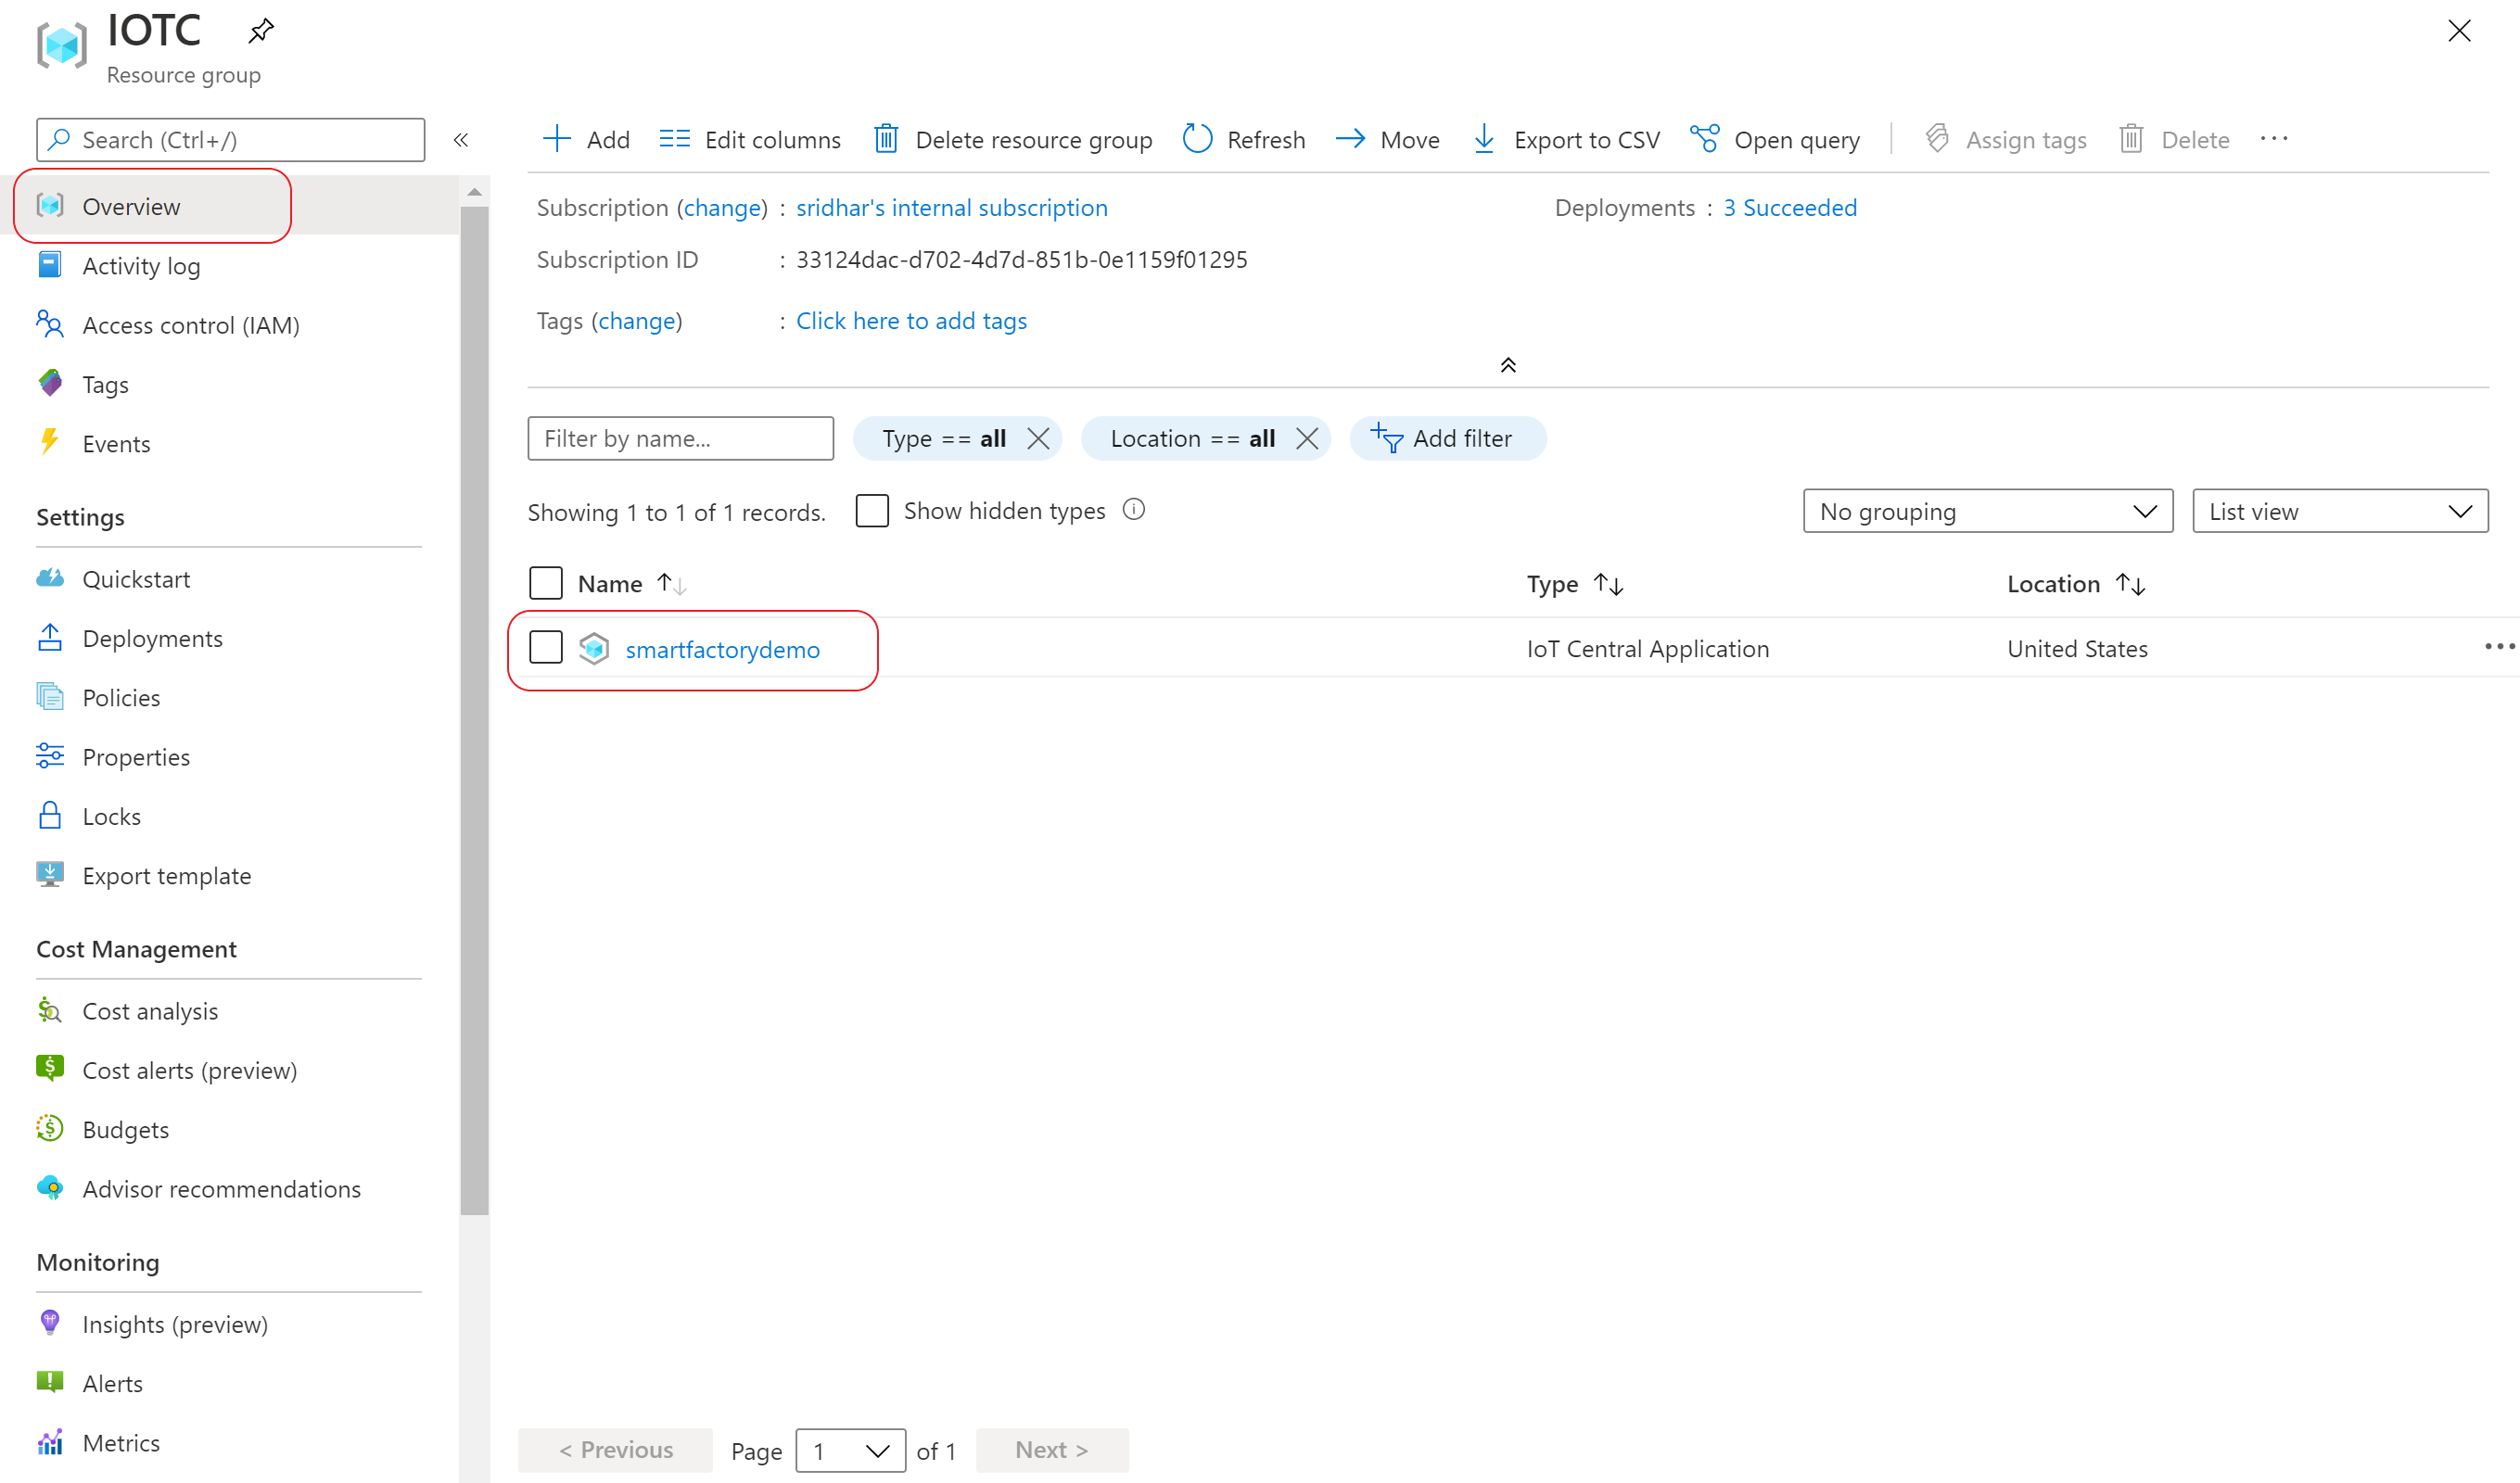 IOTC
Resource group
Search (Ctrl+/)
«
Overview
Activity log
Access control (IAM)
Tags
Events
Settings
Quickstart
Deployments
Policies
Properties
Locks
Export template
Cost Management
Cost analysis
Cost alerts (preview)
Budgets
Advisor recommendations
Monitoring
Insights (preview)
Alerts
Metrics
Add Edit columns Delete resource group Refresh Move Export to CSV Open query Assign tags Delete ···
Subscription (change) : sridhar's internal subscription
Deployments : 3 Succeeded
Subscription ID : 33124dac-d702-4d7d-851b-0e1159f01295
Tags (change) : Click here to add tags
Filter by name... Type == all Location == all Add filter
Showing 1 to 1 of 1 records. Show hidden types No grouping List view
Name Type Location
smartfactorydemo IoT Central Application United States ···
< Previous Page 1 of 1 Next >